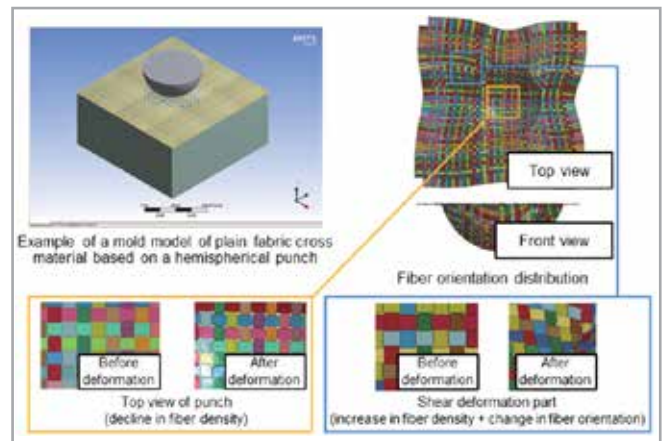 Example of a mold model of plain fabric cross
material based on a hemispherical punch
Top view
Front view
Fiber orientation distribution
Before
deformation
After
deformation
Top view of punch
(decline in fiber density)
Before
deformation
After
deformation
Shear deformation part
(increase in fiber density + change in fiber orientation)